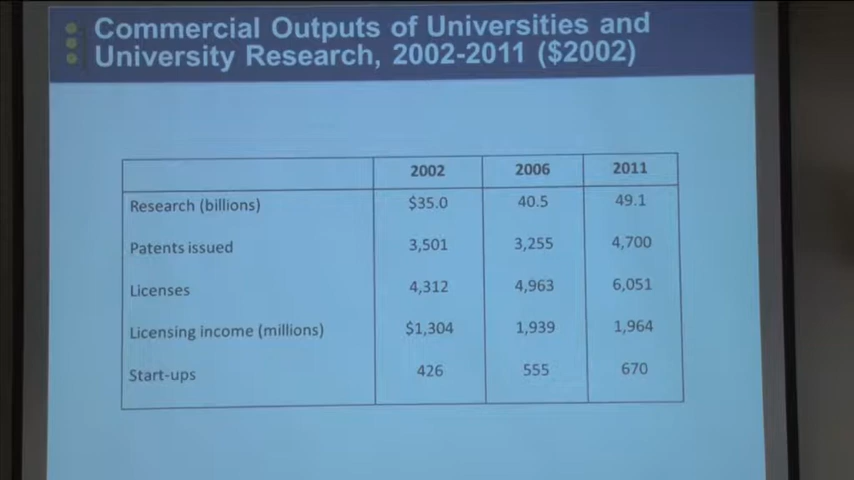 Commercial Outputs of Universities and
University Research, 2002-2011 ($2002)
2002 2006 2011
Research (billions) $35.0 40.5 49.1
Patents issued 3,501 3,255 4,700
Licenses 4,312 4,963 6,051
Licensing income (millions) $1,304 1,939 1,964
Start-ups 426 555 670